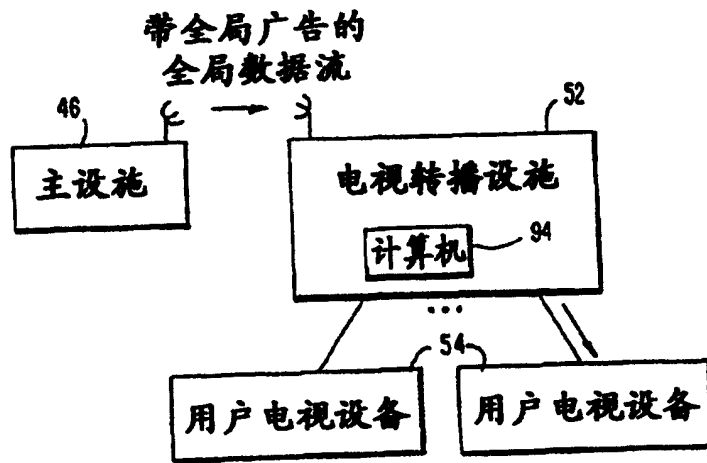 带全局广告的
全局数据流
46
52
主设施
电视转播设施
计算机
94
54
用户电视设备
用户电视设备